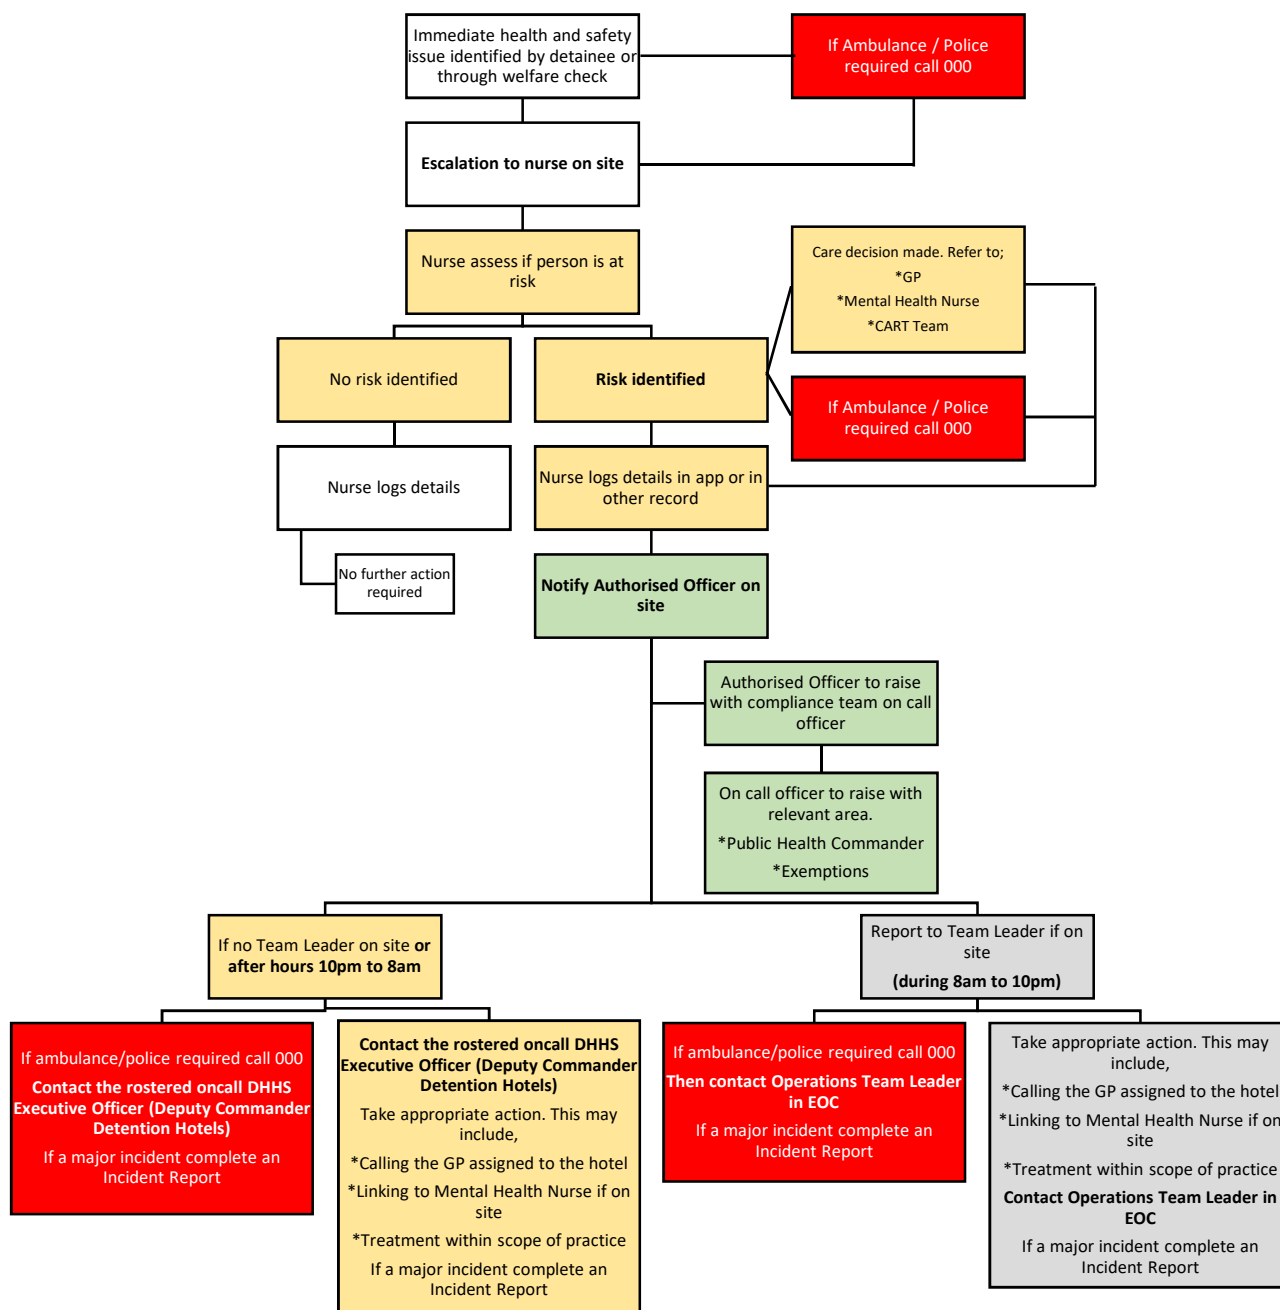 Immediate health and safety
issue identified by detainee or
through welfare check
If Ambulance / Police
required call 000
Escalation to nurse on site
Nurse assess if person is at
risk
Care decision made. Refer to;
*GP
*Mental Health Nurse
*CART Team
No risk identified
Risk identified
If Ambulance / Police
required call 000
Nurse logs details
Nurse logs details in app or in
other record
No further action
required
Notify Authorised Officer on
site
Authorised Officer to raise
with compliance team on call
officer
On call officer to raise with
relevant area.
*Public Health Commander
*Exemptions
If no Team Leader on site or
after hours 10pm to 8am
Report to Team Leader if on
site
(during 8am to 10pm)
If ambulance/police required call 000
Contact the rostered oncall DHHS
Executive Officer (Deputy Commander
Detention Hotels)
If a major incident complete an
Incident Report
Contact the rostered oncall DHHS
Executive Officer (Deputy Commander
Detention Hotels)
Take appropriate action. This may
include,
*Calling the GP assigned to the hotel
*Linking to Mental Health Nurse if on
site
*Treatment within scope of practice
If a major incident complete an
Incident Report
If ambulance/police required call 000
Then contact Operations Team Leader
in EOC
If a major incident complete an
Incident Report
Take appropriate action. This may
include,
*Calling the GP assigned to the hotel
*Linking to Mental Health Nurse if on
site
*Treatment within scope of practice
Contact Operations Team Leader in
EOC
If a major incident complete an
Incident Report